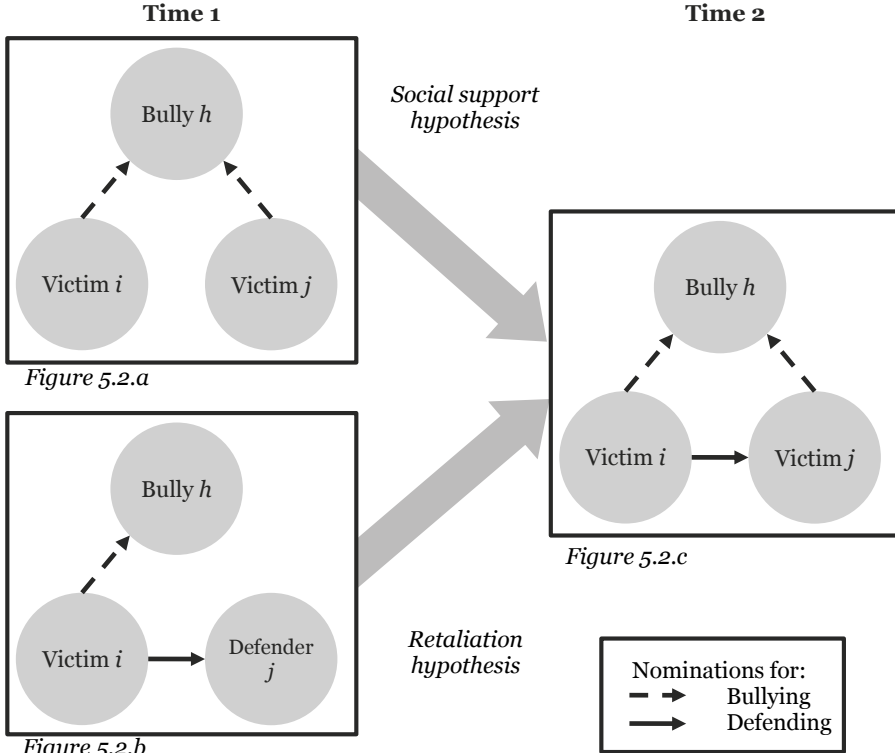 Time 1
Time 2
Bully h
Victim i
Victim j
Figure 5.2.a
Social support
hypothesis
Bully h
Victim i
Victim j
Figure 5.2.c
Bully h
Victim i
Defender
j
Figure 5.2.b
Retaliation
hypothesis
Nominations for:
Bullying
Defending